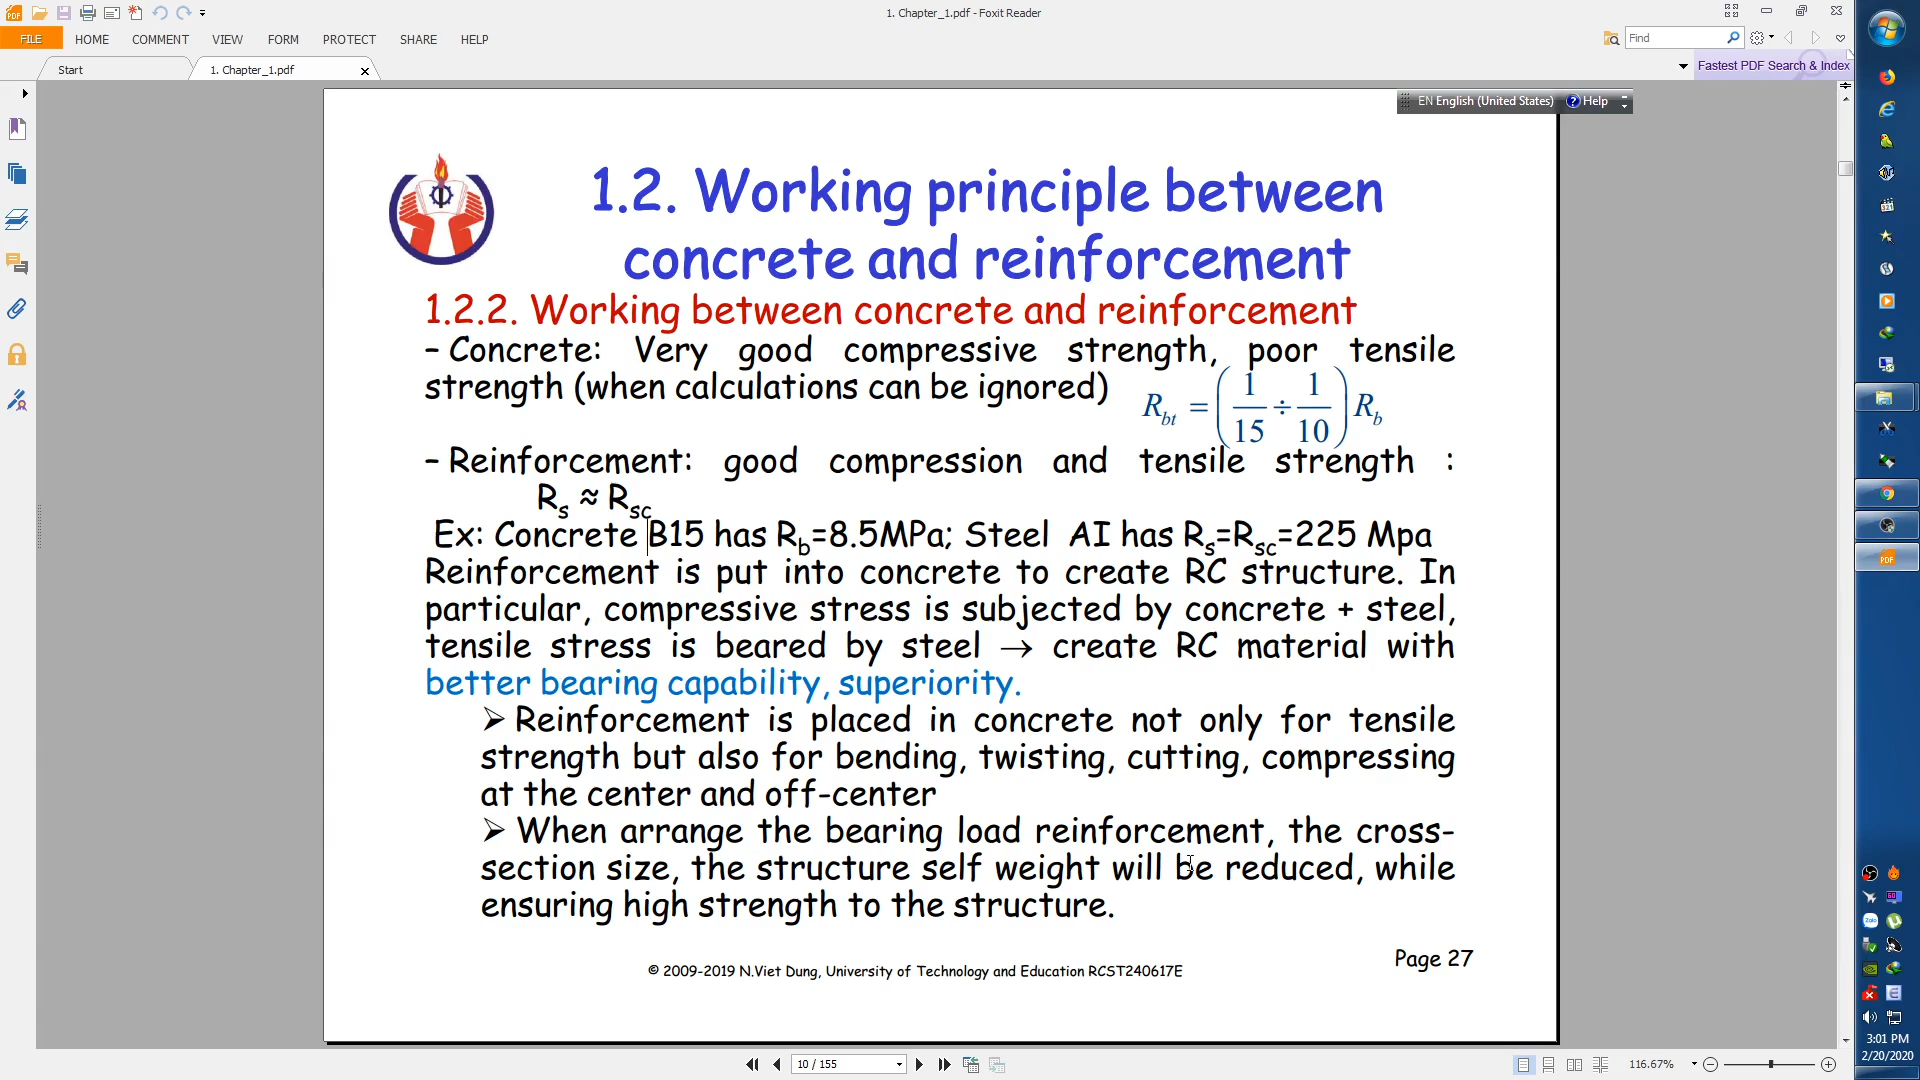 1. Chapter_1.pdf - Foxit Reader
FILE HOME COMMENT VIEW FORM PROTECT SHARE HELP
Find
Start
1. Chapter_1.pdf
Fastest PDF Search & Index
EN English (United States) Help
1.2. Working principle between
concrete and reinforcement
1.2.2. Working between concrete and reinforcement
– Concrete: Very good compressive strength, poor tensile
strength (when calculations can be ignored)
R_bt = (1/15 ÷ 1/10) R_b
– Reinforcement: good compression and tensile strength :
R_s ≈ R_sc
Ex: Concrete B15 has R_b=8.5MPa; Steel AI has R_s=R_sc=225 Mpa
Reinforcement is put into concrete to create RC structure. In
particular, compressive stress is subjected by concrete + steel,
tensile stress is beared by steel → create RC material with
better bearing capability, superiority.
➢ Reinforcement is placed in concrete not only for tensile
strength but also for bending, twisting, cutting, compressing
at the center and off-center
➢ When arrange the bearing load reinforcement, the cross-
section size, the structure self weight will be reduced, while
ensuring high strength to the structure.
Page 27
© 2009-2019 N.Viet Dung, University of Technology and Education RCST240617E
10 / 155
116.67%
3:01 PM
2/20/2020